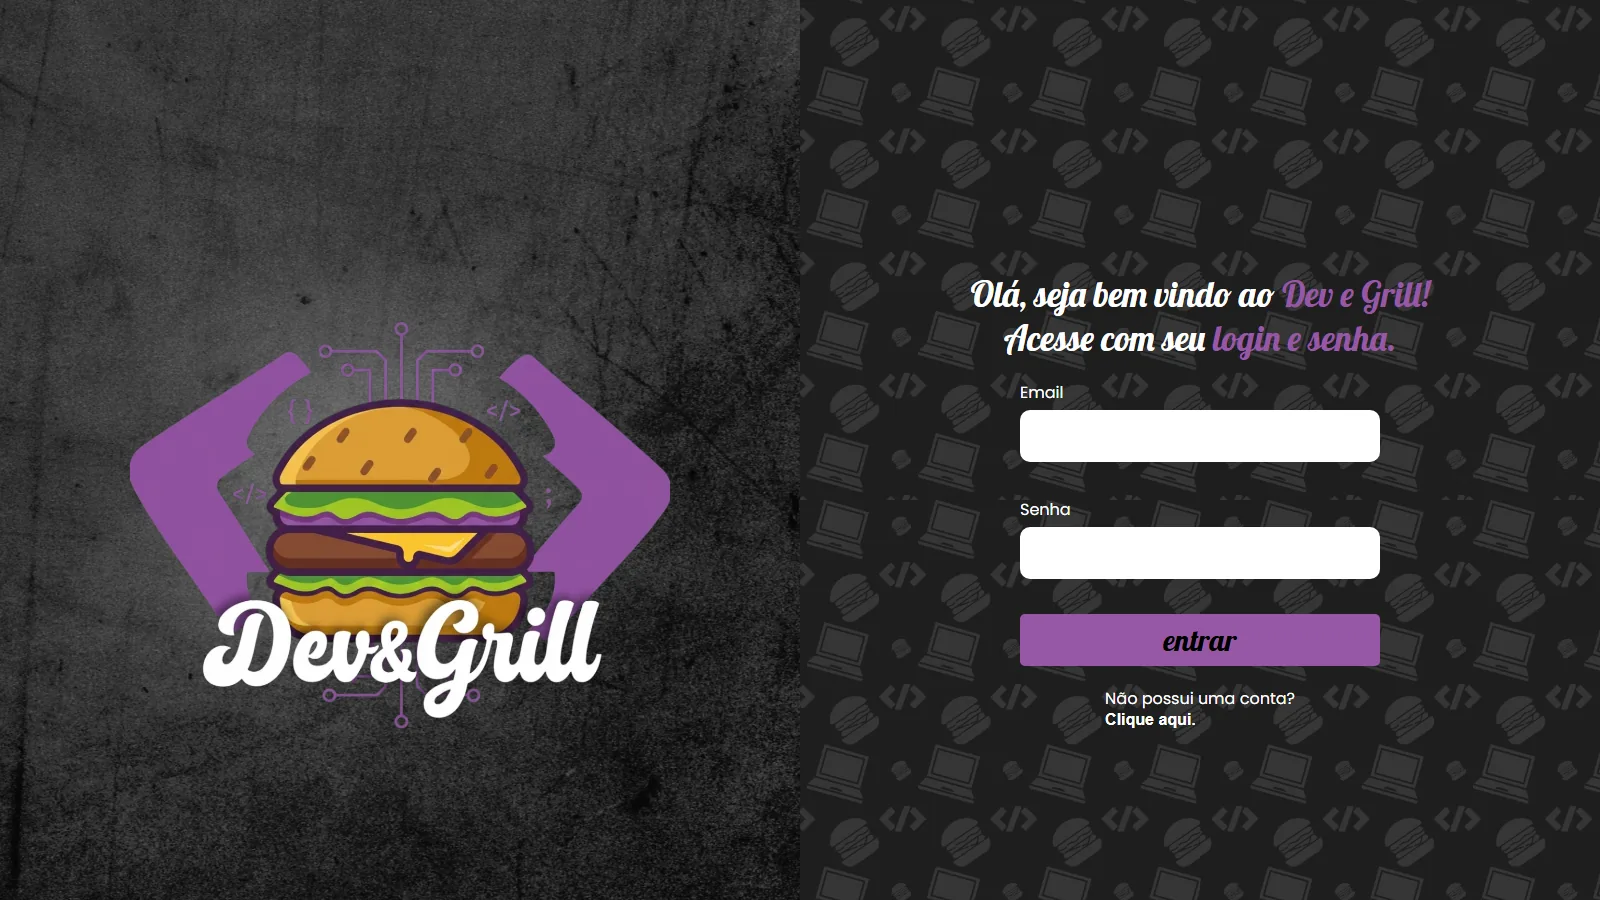 { }
</>
</>
;
Dev&Grill
Olá, seja bem vindo ao Dev e Grill!
Acesse com seu login e senha.
Email
Senha
entrar
Não possui uma conta?
Clique aqui.